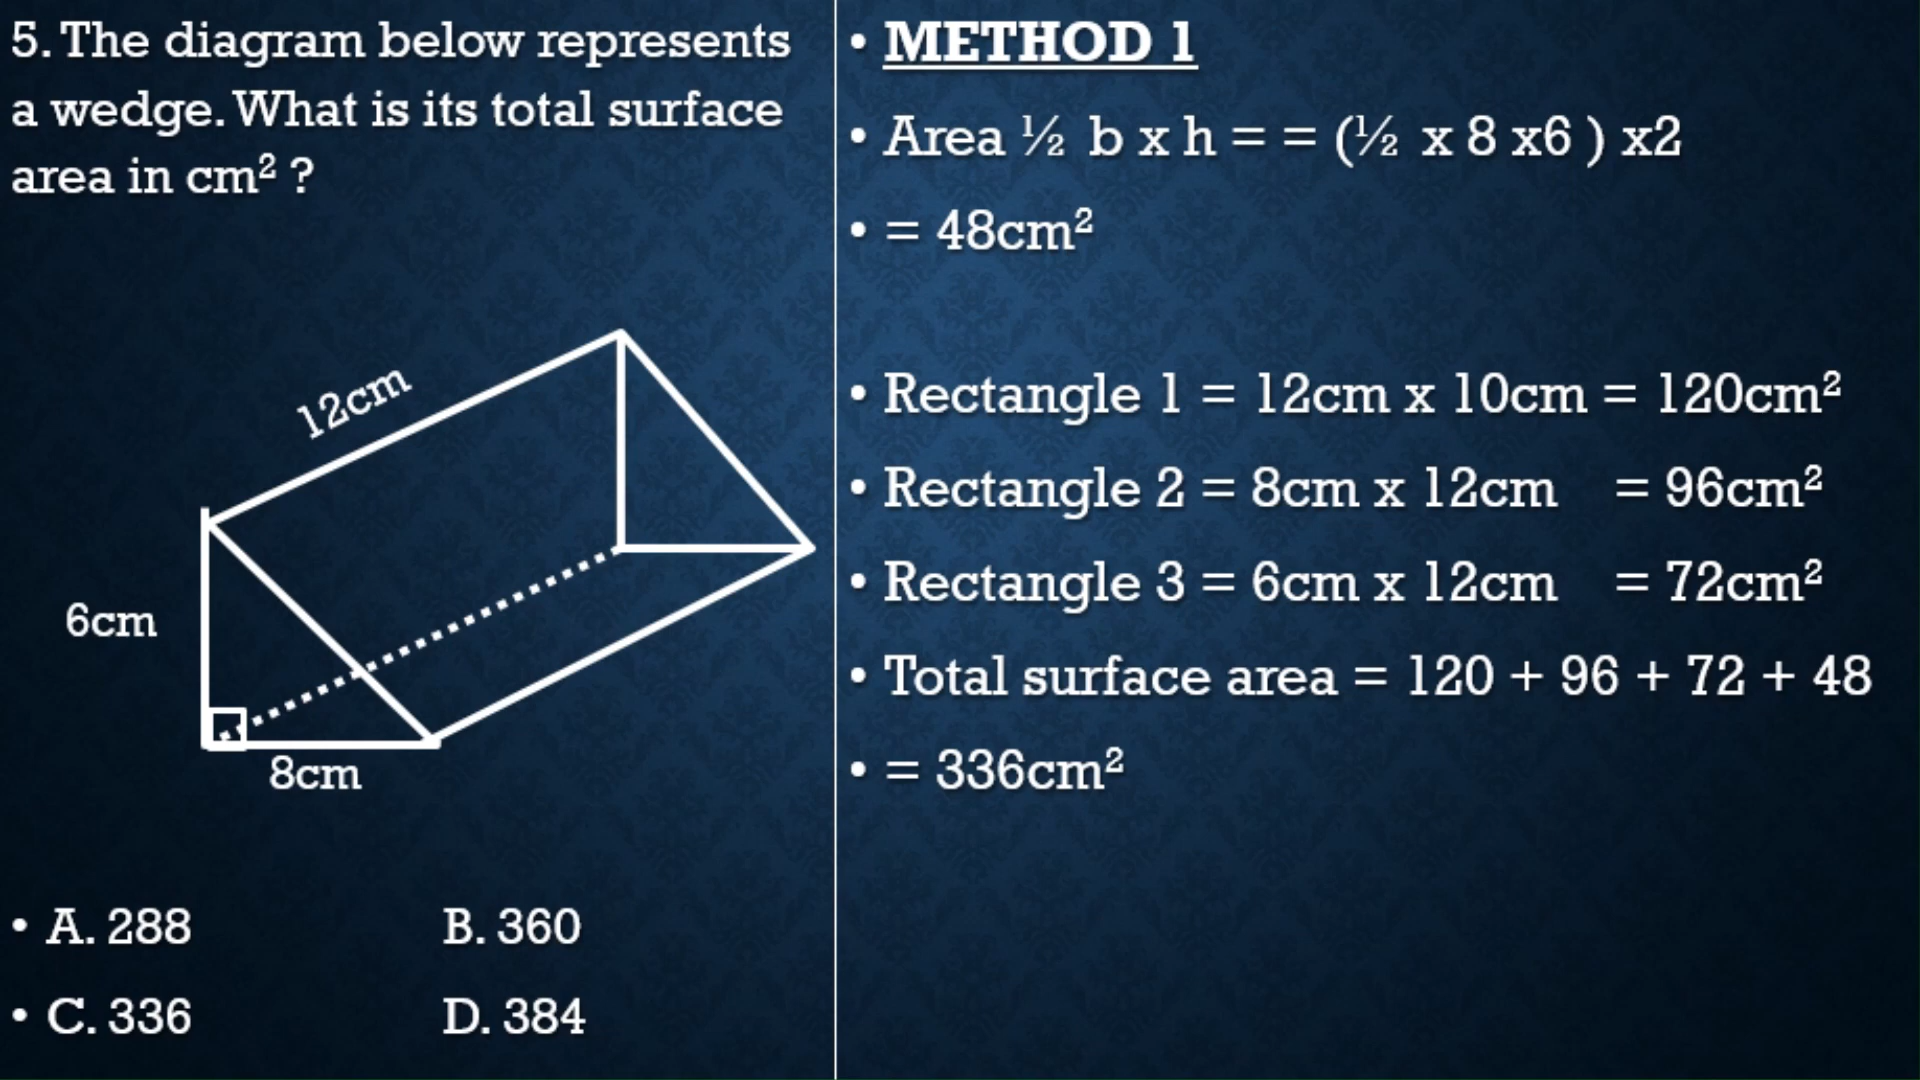 5. The diagram below represents
a wedge. What is its total surface
area in cm² ?
12cm
6cm
8cm
• A. 288 B. 360
• C. 336 D. 384
• METHOD 1
• Area ½ b x h = = (½ x 8 x6 ) x2
• = 48cm²
• Rectangle 1 = 12cm x 10cm = 120cm²
• Rectangle 2 = 8cm x 12cm = 96cm²
• Rectangle 3 = 6cm x 12cm = 72cm²
• Total surface area = 120 + 96 + 72 + 48
• = 336cm²